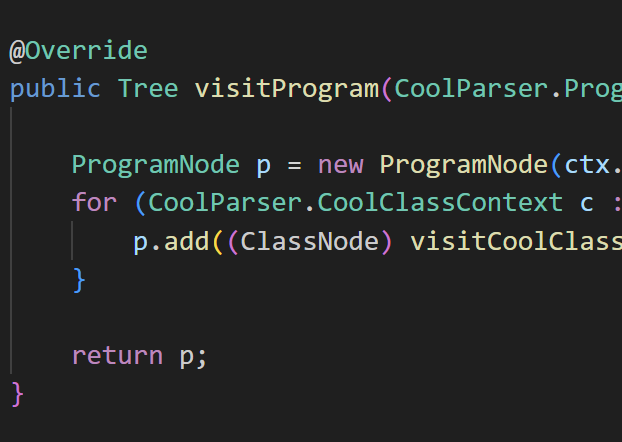 @Override
public Tree visitProgram(CoolParser.Prog
ProgramNode p = new ProgramNode(ctx.
for (CoolParser.CoolClassContext c :
p.add((ClassNode) visitCoolClass
}
return p;
}